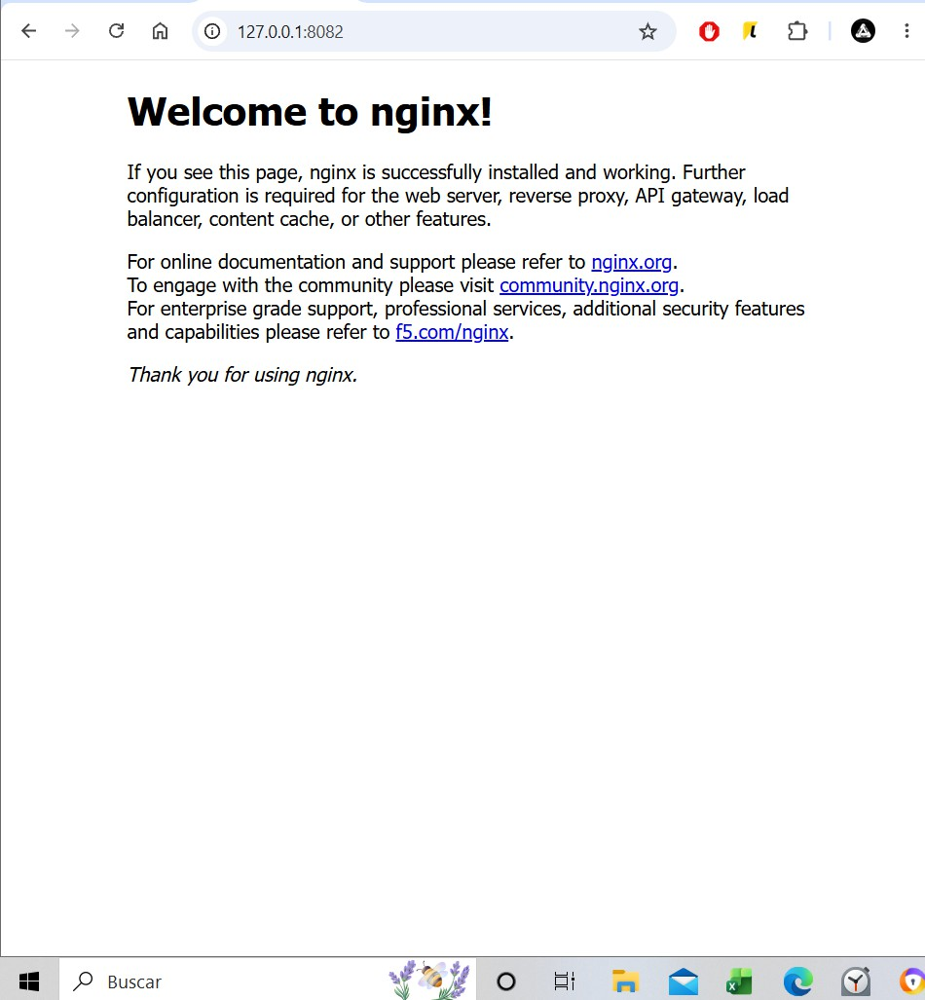 127.0.0.1:8082
Welcome to nginx!
If you see this page, nginx is successfully installed and working. Further
configuration is required for the web server, reverse proxy, API gateway, load
balancer, content cache, or other features.
For online documentation and support please refer to nginx.org.
To engage with the community please visit community.nginx.org.
For enterprise grade support, professional services, additional security features
and capabilities please refer to f5.com/nginx.
Thank you for using nginx.
Buscar